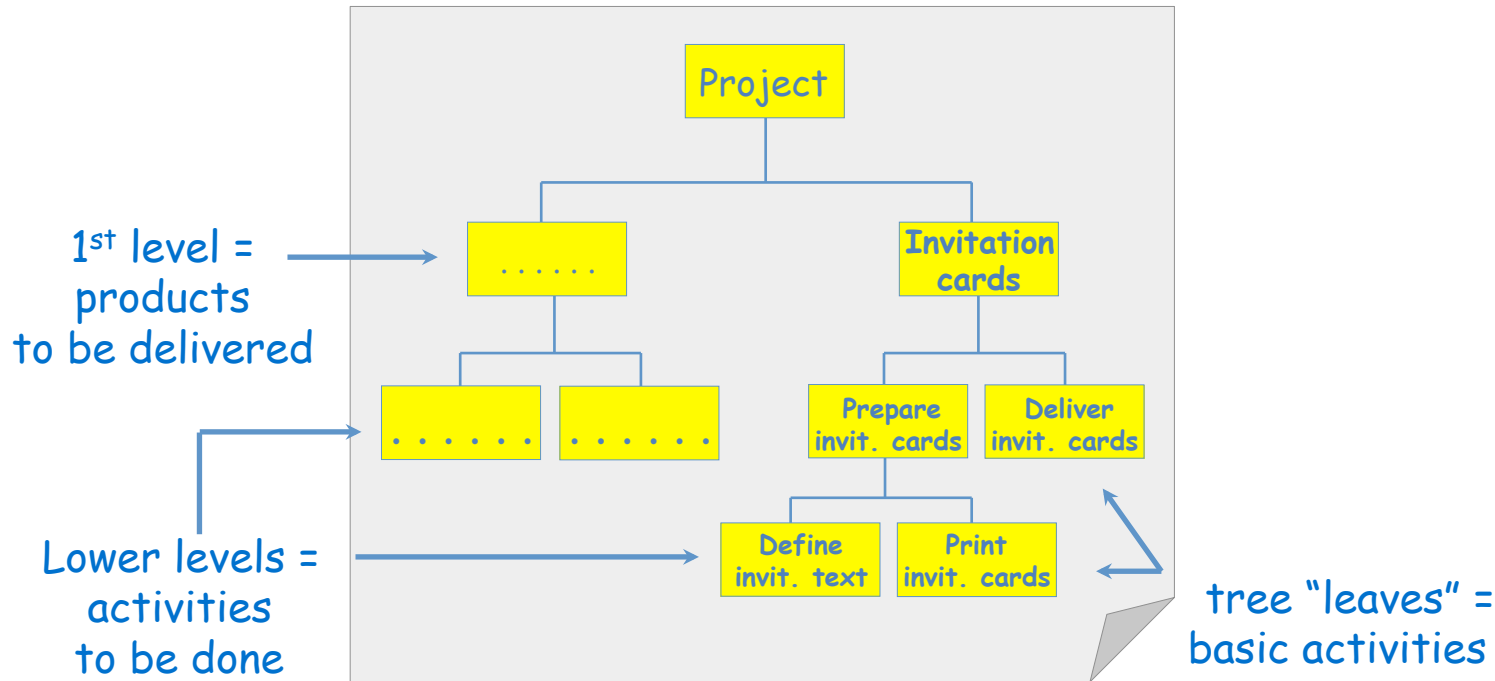 Project
1st level =
products
to be delivered
. . . . . .
Invitation
cards
. . . . . .
. . . . . .
Prepare
invit. cards
Deliver
invit. cards
Lower levels =
activities
to be done
Define
invit. text
Print
invit. cards
tree “leaves” =
basic activities